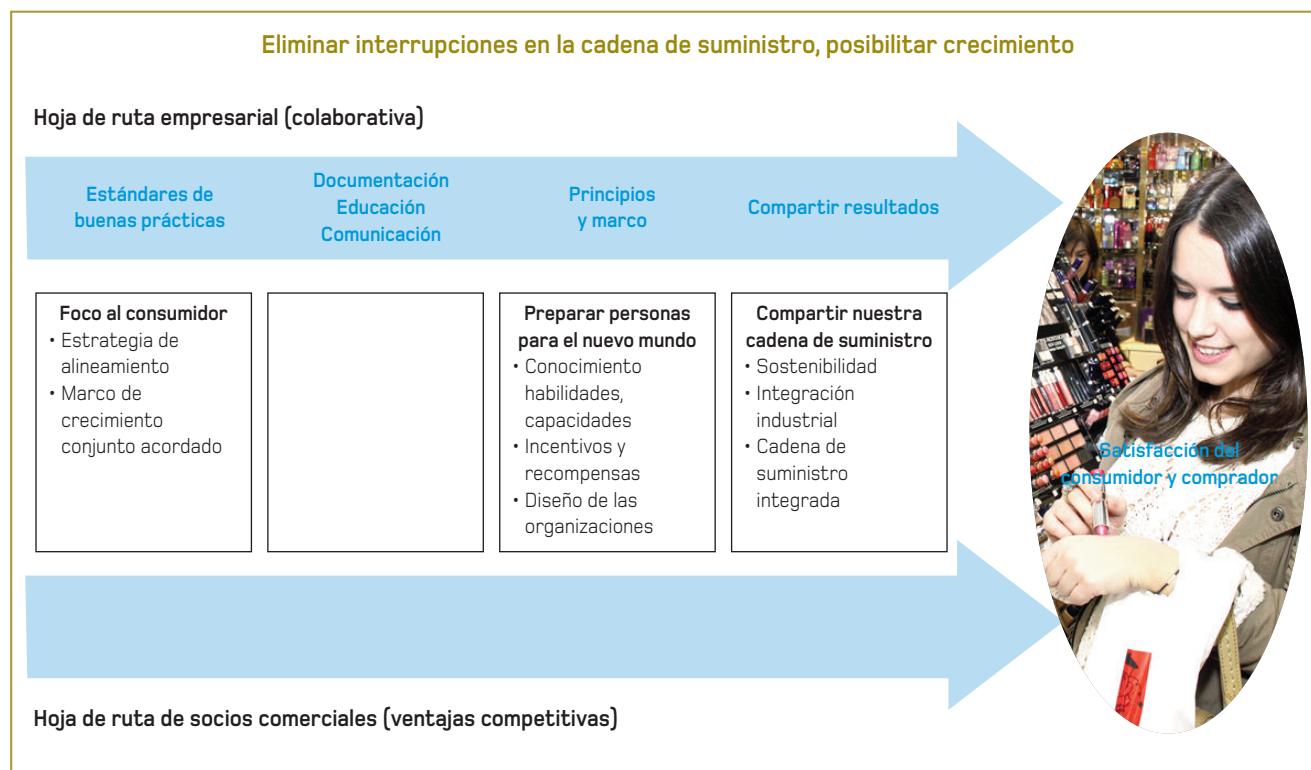 Eliminar interrupciones en la cadena de suministro, posibilitar crecimiento
Hoja de ruta empresarial (colaborativa)
Estándares de
buenas prácticas
Documentación
Educación
Comunicación
Principios
y marco
Compartir resultados
Foco al consumidor
• Estrategia de
alineamiento
• Marco de
crecimiento
conjunto acordado
Preparar personas
para el nuevo mundo
• Conocimiento
habilidades,
capacidades
• Incentivos y
recompensas
• Diseño de las
organizaciones
Compartir nuestra
cadena de suministro
• Sostenibilidad
• Integración
industrial
• Cadena de
suministro
integrada
Satisfacción del
consumidor y comprador
Hoja de ruta de socios comerciales (ventajas competitivas)